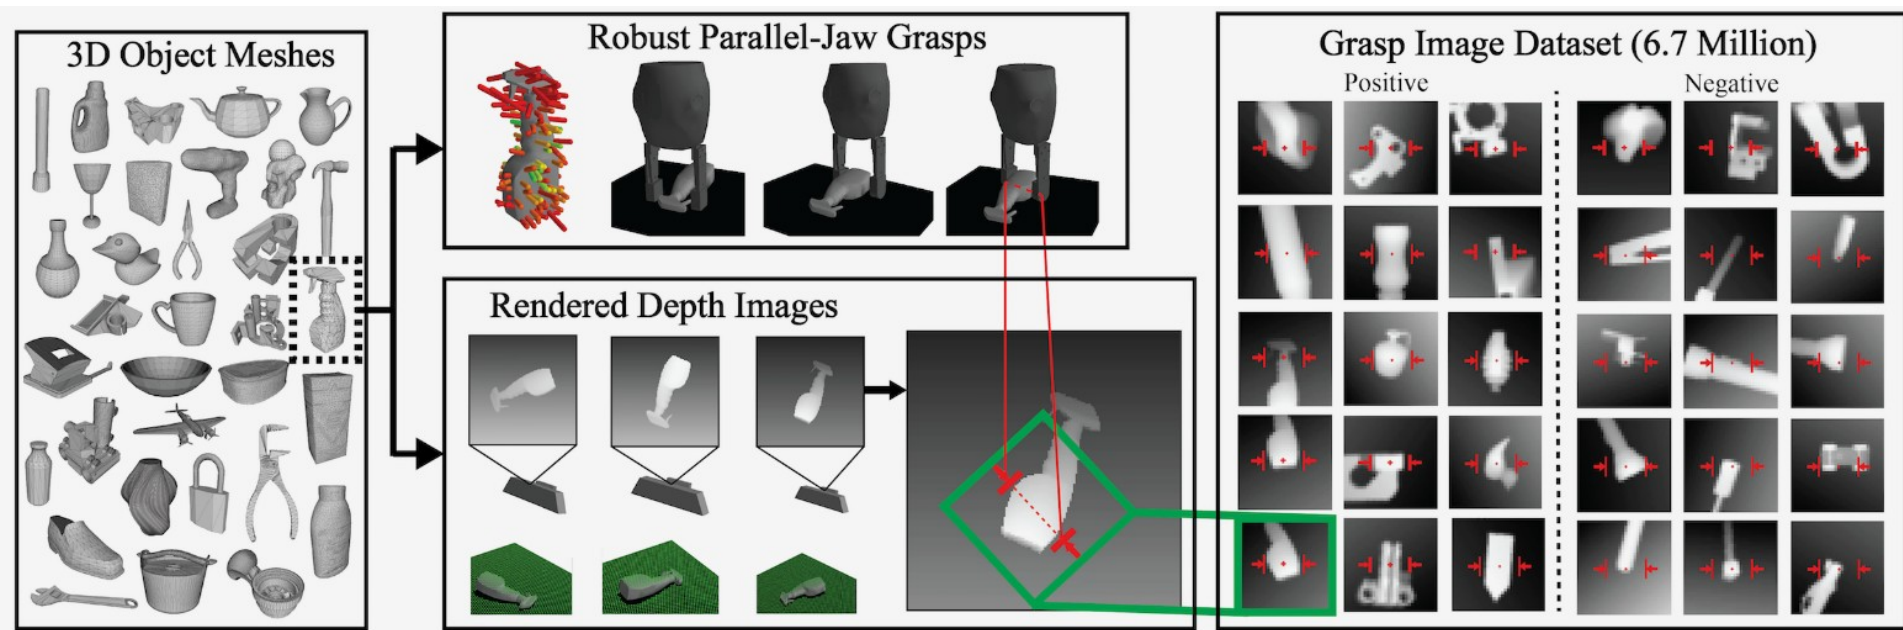 3D Object Meshes
Robust Parallel-Jaw Grasps
Rendered Depth Images
Grasp Image Dataset (6.7 Million)
Positive
Negative